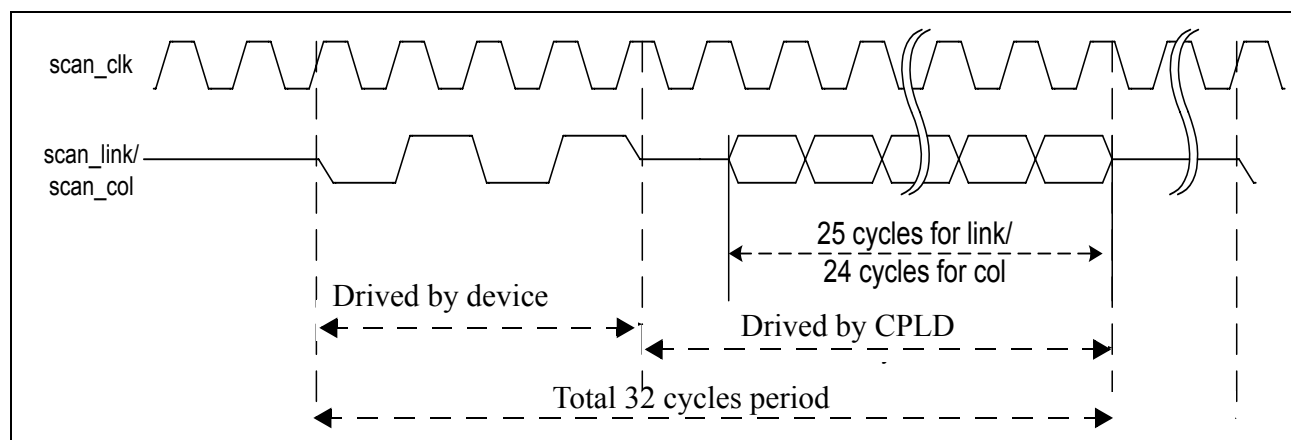 scan_clk
scan_link/
scan_col
25 cycles for link/
24 cycles for col
Drived by device
Drived by CPLD
Total 32 cycles period